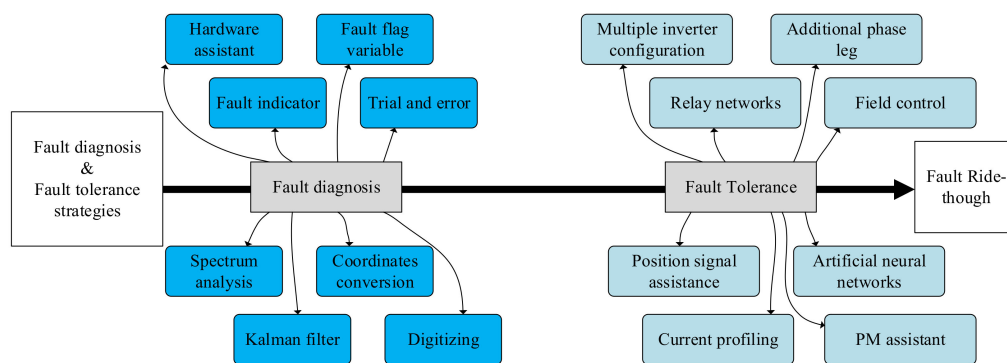 Hardware
assistant
Fault flag
variable
Multiple inverter
configuration
Additional phase
leg
Fault indicator
Trial and error
Relay networks
Field control
Fault diagnosis
&
Fault tolerance
strategies
Fault diagnosis
Fault Tolerance
Fault Ride-
though
Spectrum
analysis
Coordinates
conversion
Position signal
assistance
Artificial neural
networks
Kalman filter
Digitizing
Current profiling
PM assistant